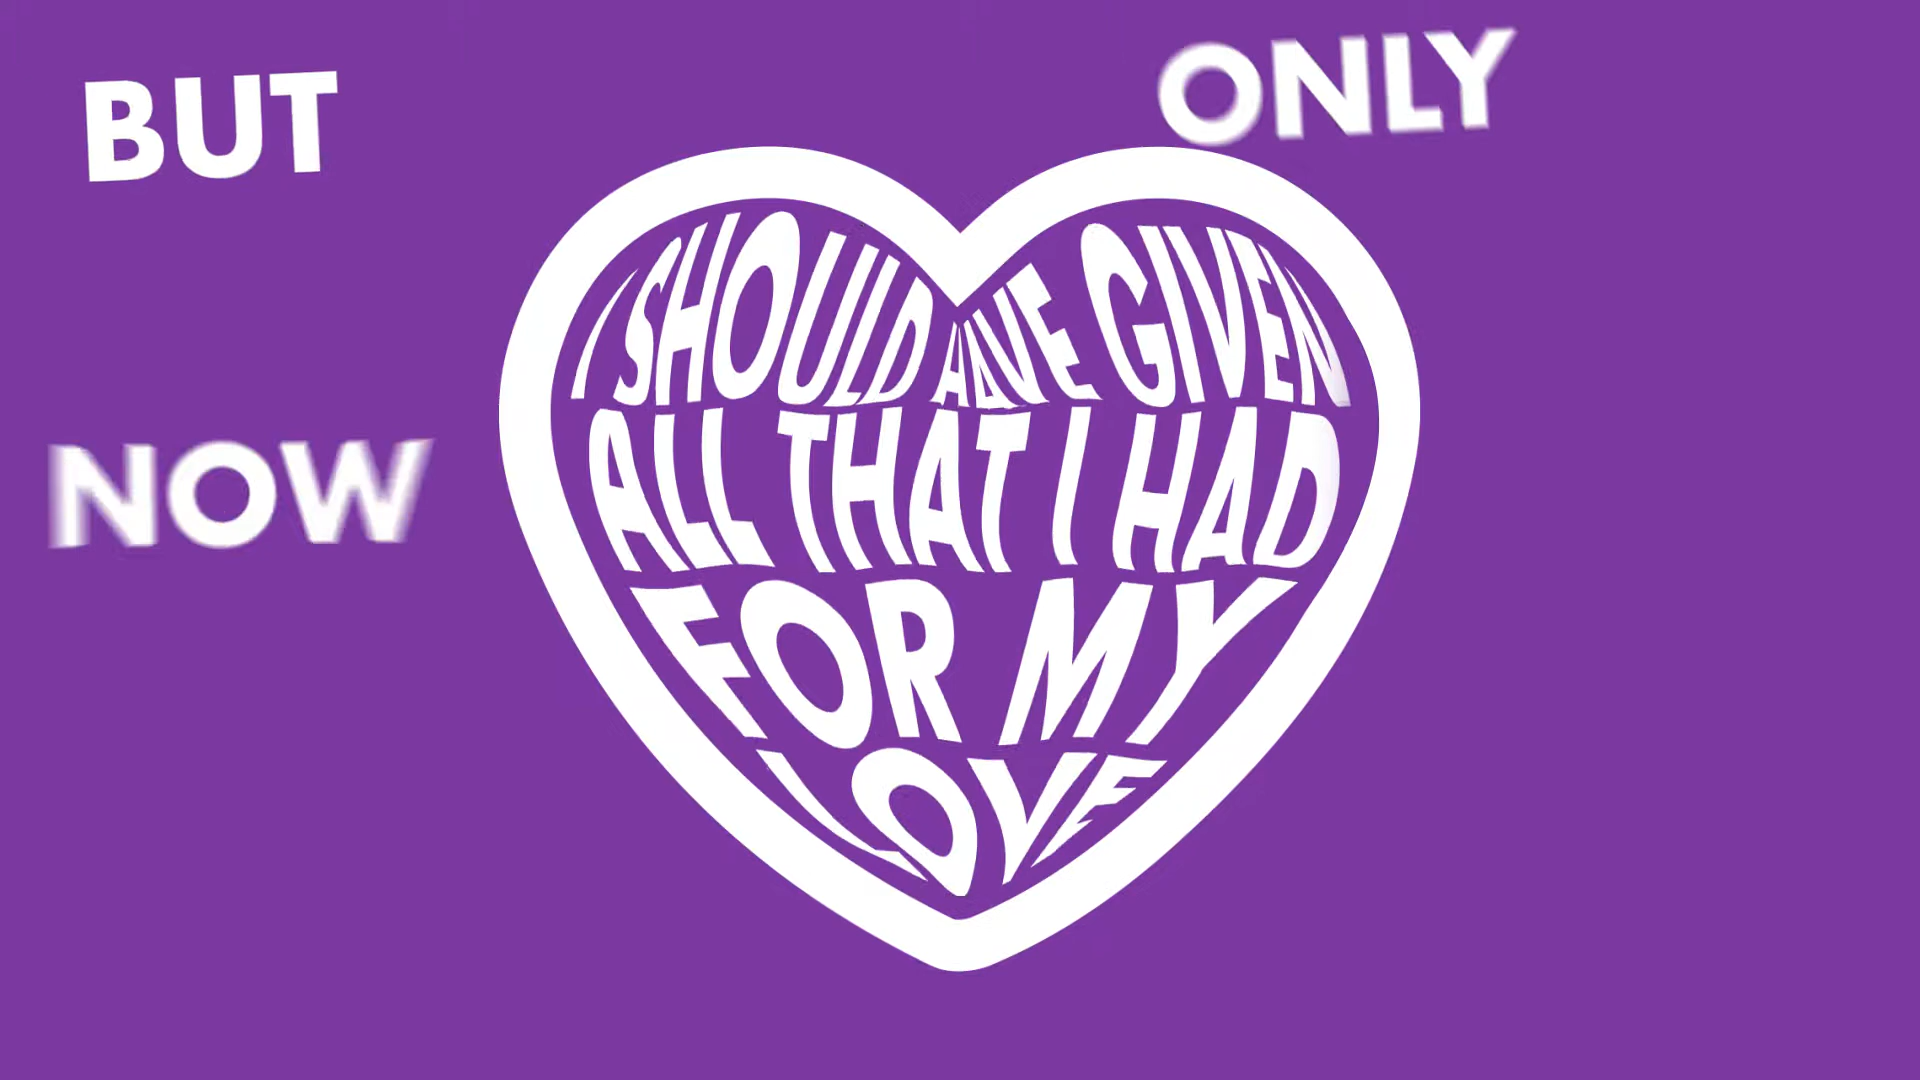 BUT
NOW
ONLY
I SHOULD HAVE GIVEN
ALL THAT I HAD
FOR MY
LOVE